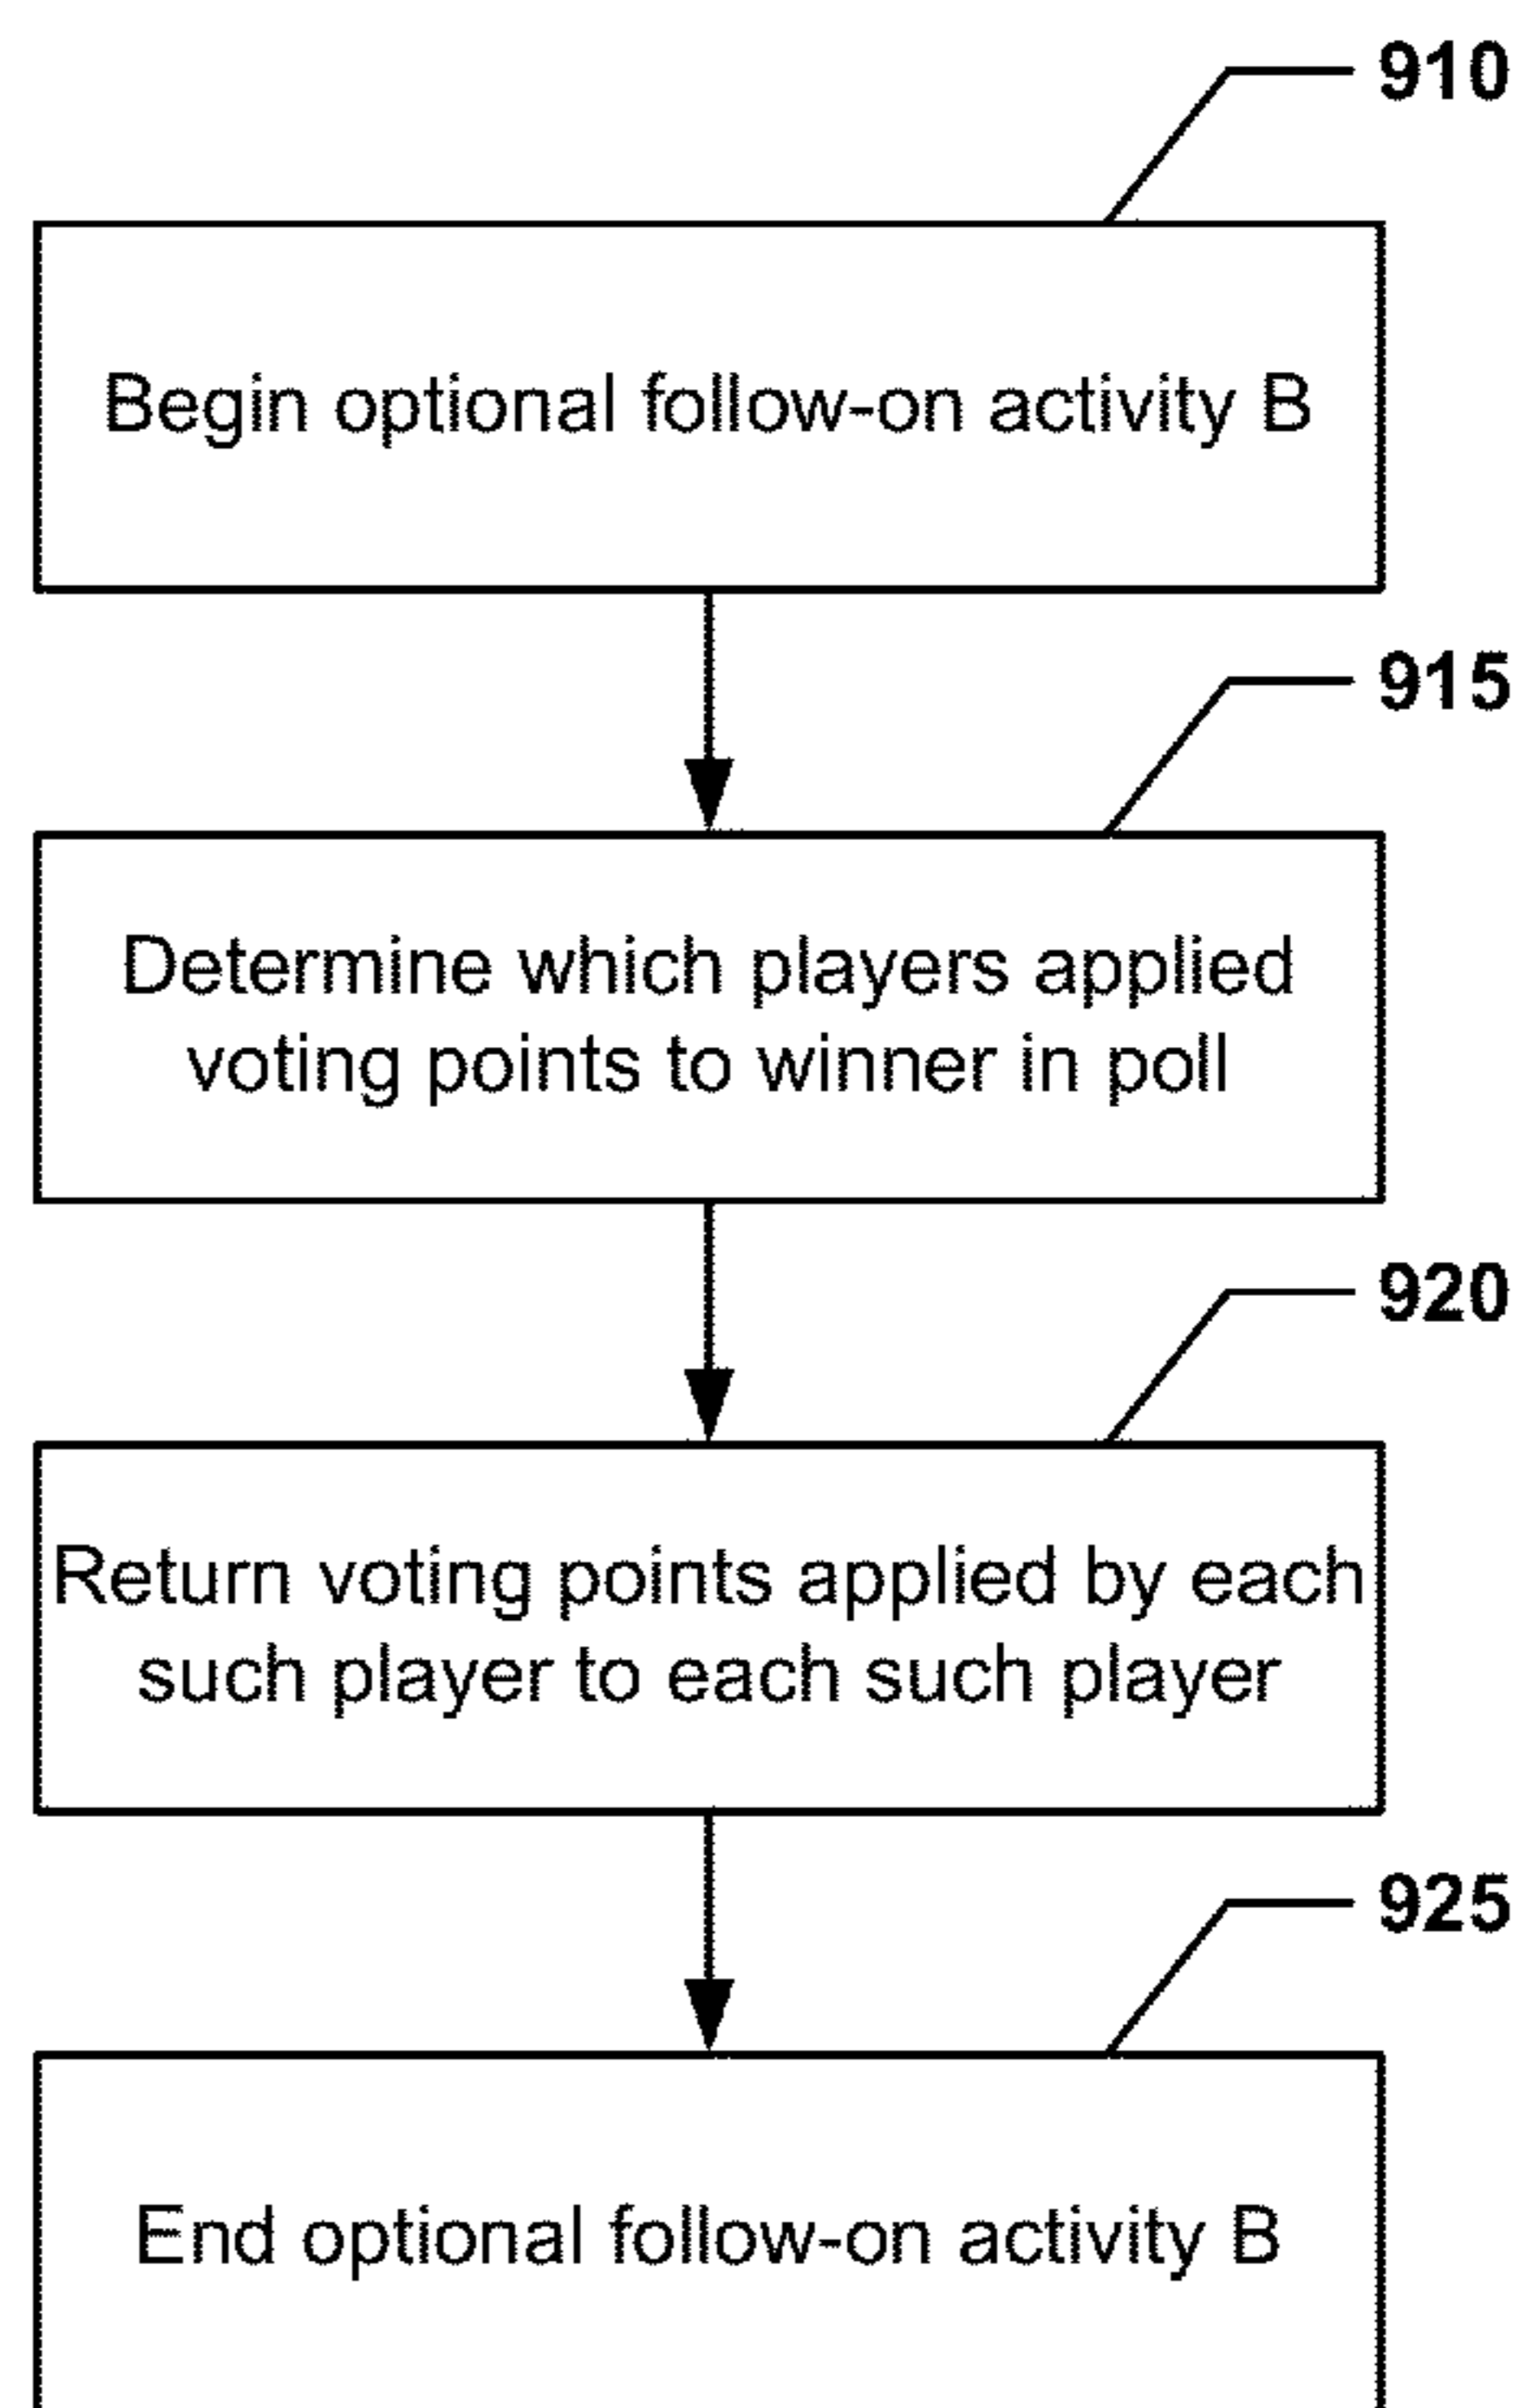 910
Begin optional follow-on activity B
915
Determine which players applied
voting points to winner in poll
920
Return voting points applied by each
such player to each such player
925
End optional follow-on activity B